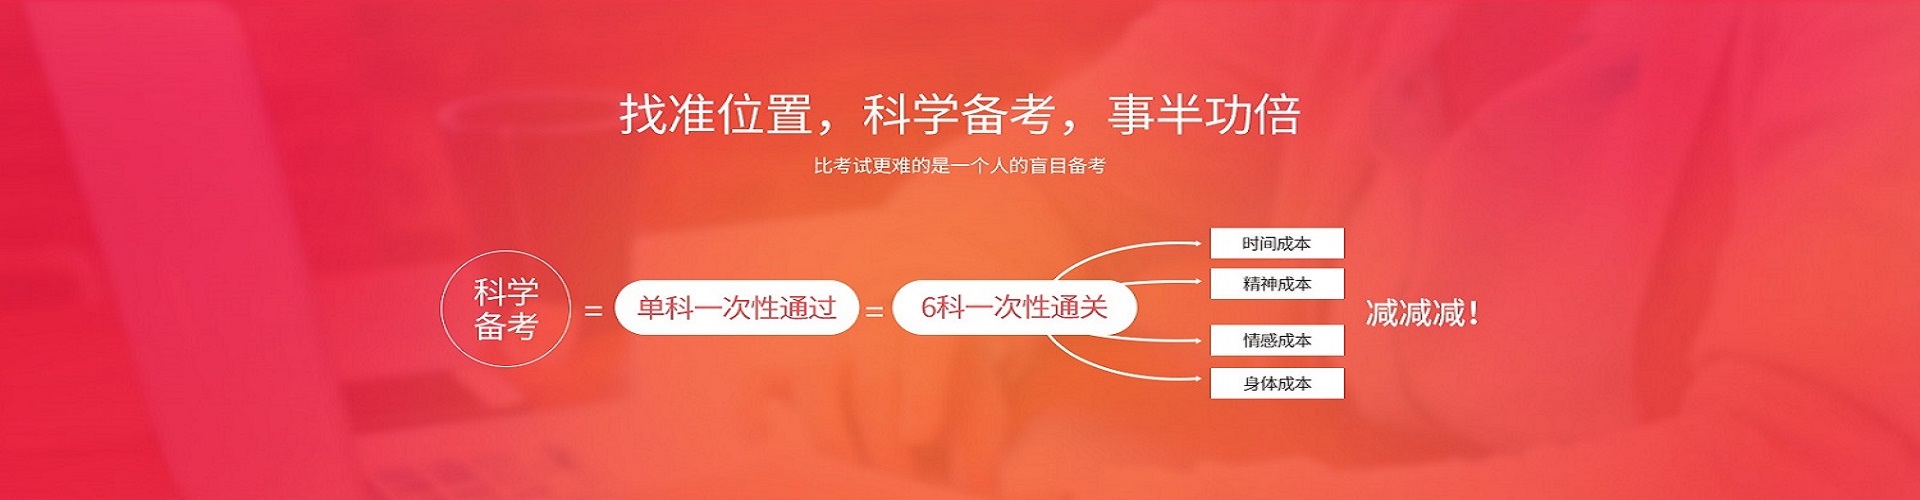 找准位置，科学备考，事半功倍
比考试更难的是一个人的盲目备考
科学
备考
=
单科一次性通过
=
6科一次性通关
时间成本
精神成本
情感成本
身体成本
减减减！